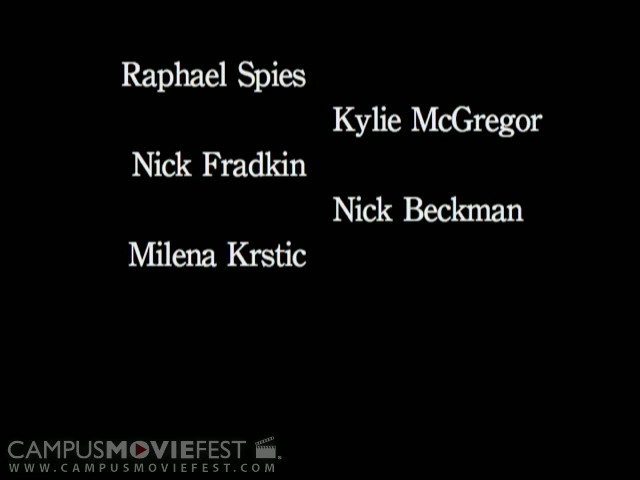 Raphael Spies
Kylie McGregor
Nick Fradkin
Nick Beckman
Milena Krstic
CAMPUSMOVIEFEST
WWW.CAMPUSMOVIEFEST.COM